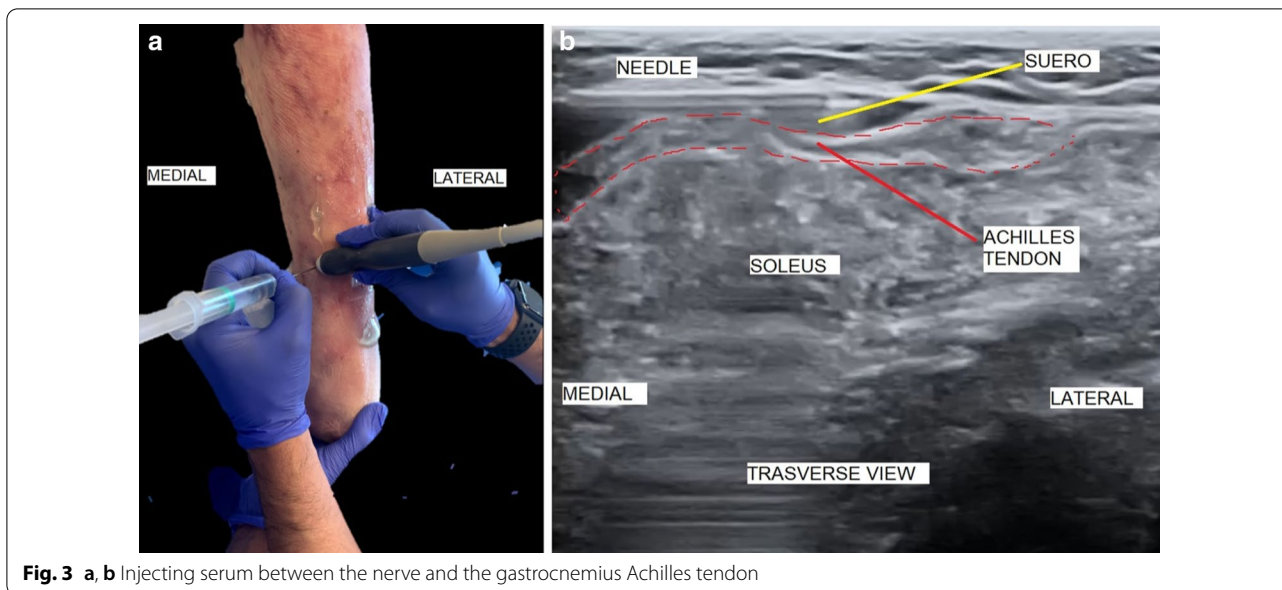 a
MEDIAL
LATERAL
b
NEEDLE
SUERO
ACHILLES
TENDON
SOLEUS
MEDIAL
LATERAL
TRASVERSE VIEW
Fig. 3 a, b Injecting serum between the nerve and the gastrocnemius Achilles tendon